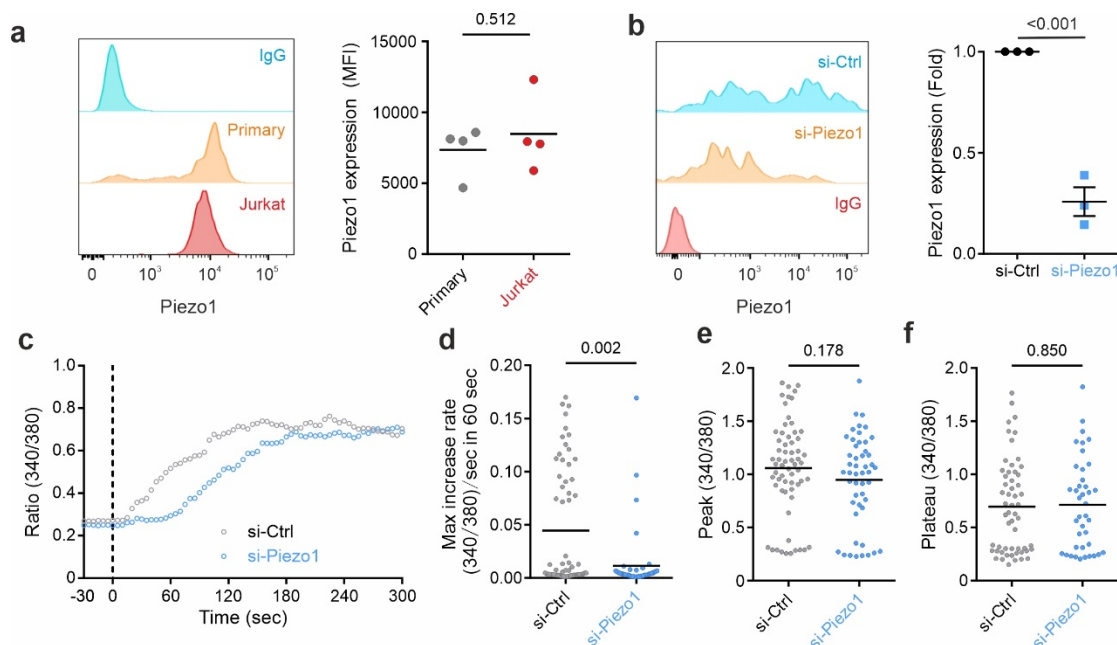 a
IgG
Primary
Jurkat
0 10³ 10⁴ 10⁵
Piezo1
0.512
Piezo1 expression (MFI)
15000
10000
5000
0
Primary
Jurkat
b
si-Ctrl
si-Piezo1
IgG
0 10³ 10⁴ 10⁵
Piezo1
<0.001
Piezo1 expression (Fold)
1.0
0.5
0.0
si-Ctrl
si-Piezo1
c
Ratio (340/380)
1.0
0.8
0.6
0.4
0.2
0
si-Ctrl
si-Piezo1
-30 0 60 120 180 240 300
Time (sec)
d
0.002
Max increase rate
(340/380)/sec in 60 sec
0.20
0.15
0.10
0.05
0.00
si-Ctrl
si-Piezo1
e
0.178
Peak (340/380)
2.0
1.5
1.0
0.5
0
si-Ctrl
si-Piezo1
f
0.850
Plateau (340/380)
2.0
1.5
1.0
0.5
0
si-Ctrl
si-Piezo1